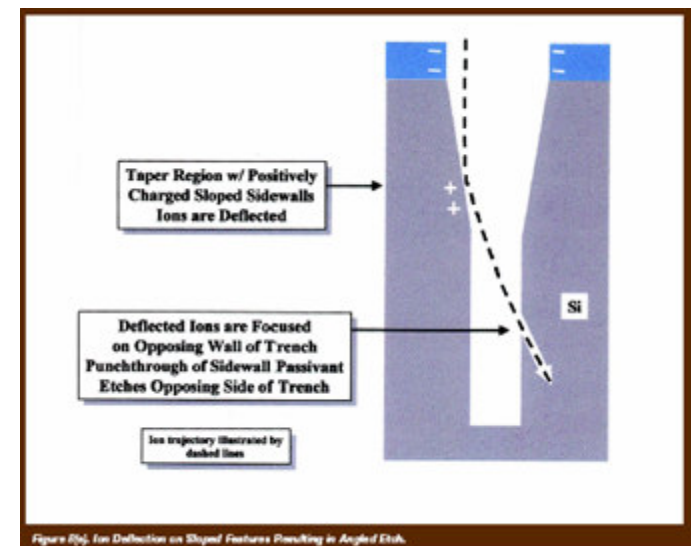 Taper Region w/ Positively
Charged Sloped Sidewalls
Ions are Deflected
Si
Deflected Ions are Focused
on Opposing Wall of Trench
Punchthrough of Sidewall Passivant
Etches Opposing Side of Trench
Ion trajectory illustrated by
dashed lines
Ion Deflection on Sloped Features Resulting in Angled Etch.